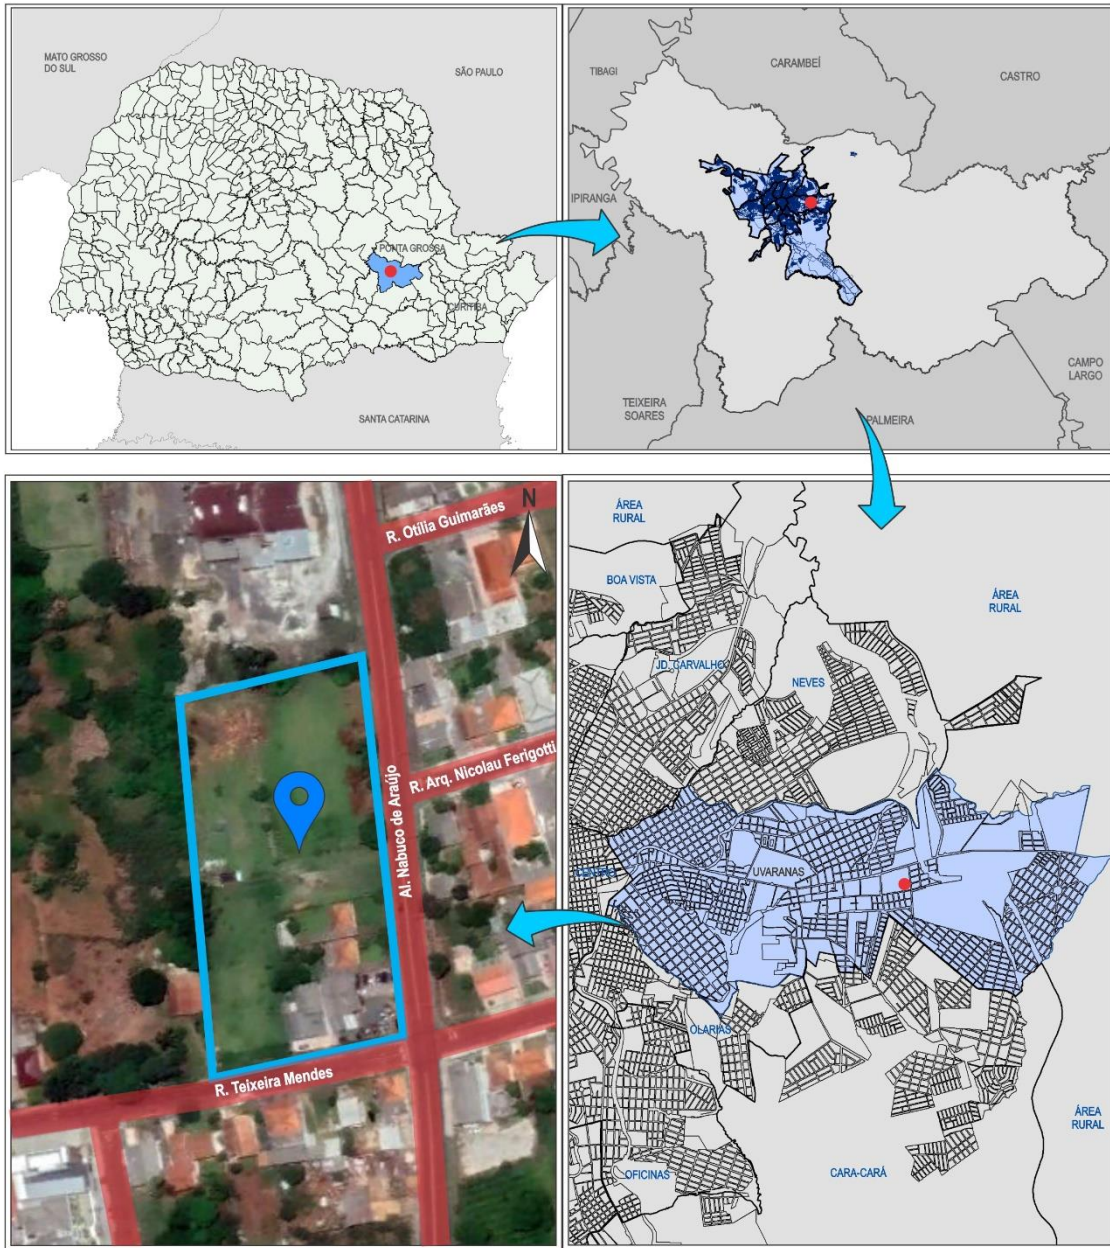 MATO GROSSO
DO SUL
SÃO PAULO
PONTA GROSSA
CURITIBA
SANTA CATARINA
TIBAGI
CARAMBEÍ
CASTRO
IPIRANGA
CAMPO
LARGO
TEIXEIRA
SOARES
PALMEIRA
N
R. Otília Guimarães
R. Arq. Nicolau Ferigotti
Al. Nabuco de Araújo
R. Teixeira Mendes
ÁREA
RURAL
BOA VISTA
ÁREA
RURAL
JD. CARVALHO
NEVES
CENTRO
UVARANAS
OLARIAS
ÁREA
RURAL
OFICINAS
CARA-CARÁ